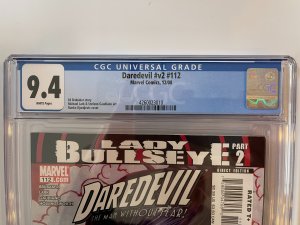 CGC UNIVERSAL GRADE
9.4
WHITE Pages
Daredevil #v2 #112
Marvel Comics, 12/08
Ed Brubaker story
Michael Lark & Stefano Gaudiano art
Marko Djurdjevic cover
LADY
BULLSEYE
PART
2
DIRECT EDITION
MARVEL
112
DAREDEVIL
THE MAN WITHOUT FEAR!
RATED T+